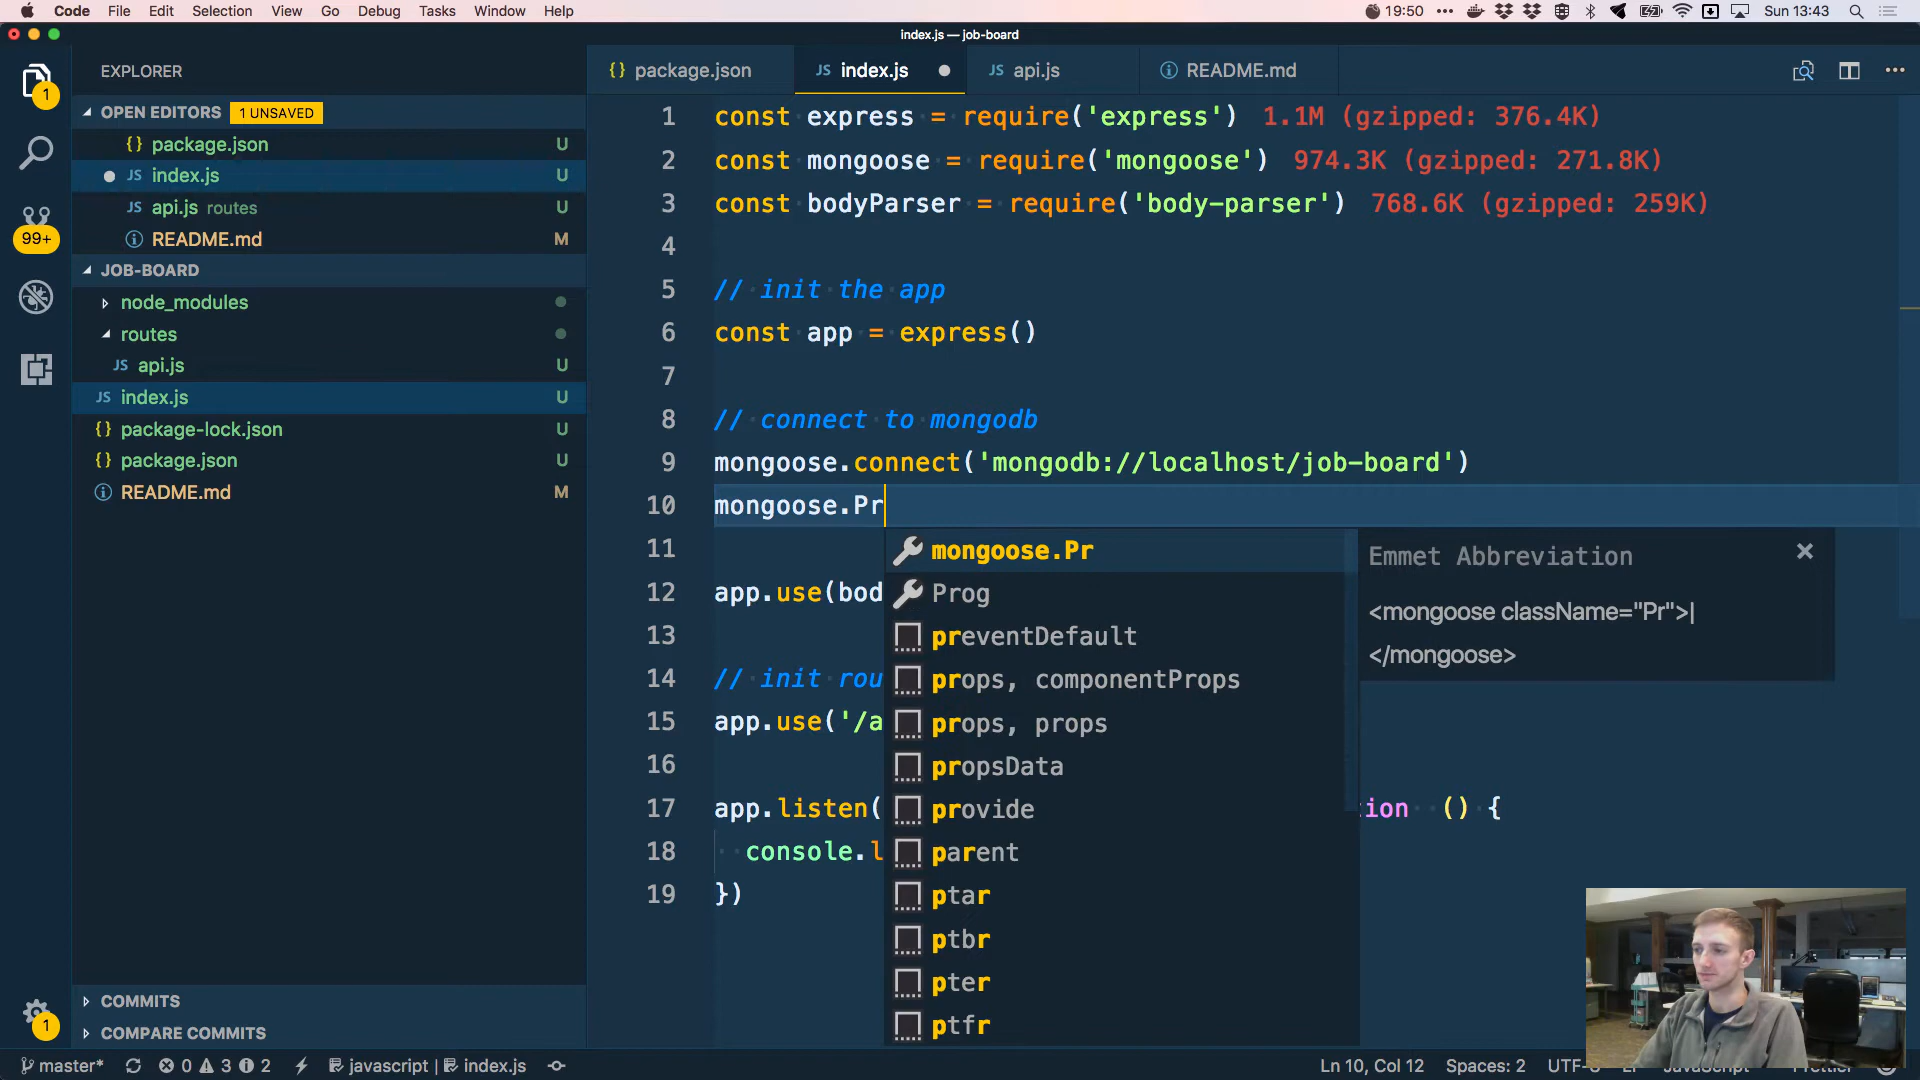 Code File Edit Selection View Go Debug Tasks Window Help 19:50 Sun 13:43
index.js — job-board
EXPLORER
package.json
index.js
api.js
README.md
OPEN EDITORS 1 UNSAVED
{} package.json U
JS index.js U
JS api.js routes U
README.md M
JOB-BOARD
node_modules
routes
JS api.js U
JS index.js U
{} package-lock.json U
{} package.json U
README.md M
COMMITS
COMPARE COMMITS
1
99+
1
1 const express = require('express') 1.1M (gzipped: 376.4K)
2 const mongoose = require('mongoose') 974.3K (gzipped: 271.8K)
3 const bodyParser = require('body-parser') 768.6K (gzipped: 259K)
4
5 // init the app
6 const app = express()
7
8 // connect to mongodb
9 mongoose.connect('mongodb://localhost/job-board')
10 mongoose.Pr
11
12 app.use(bod
13
14 // init rou
15 app.use('/a
16
17 app.listen( tion () {
18 console.l
19 })
mongoose.Pr
Prog
preventDefault
props, componentProps
props, props
propsData
provide
parent
ptar
ptbr
pter
ptfr
Emmet Abbreviation
<mongoose className="Pr">|
</mongoose>
master* 0 3 2 javascript | index.js Ln 10, Col 12 Spaces: 2